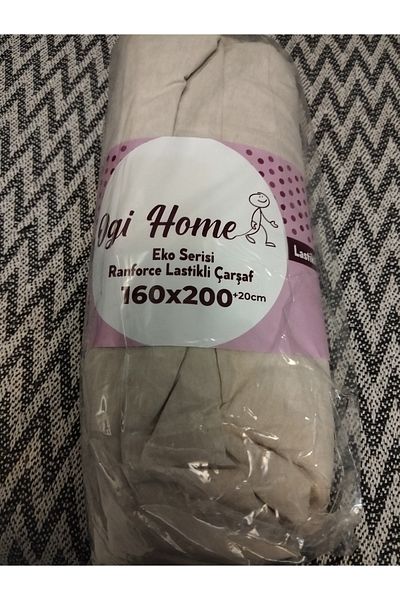 Ogi Home
Eko Serisi
Ranforce Lastikli Çarşaf
160x200+20cm